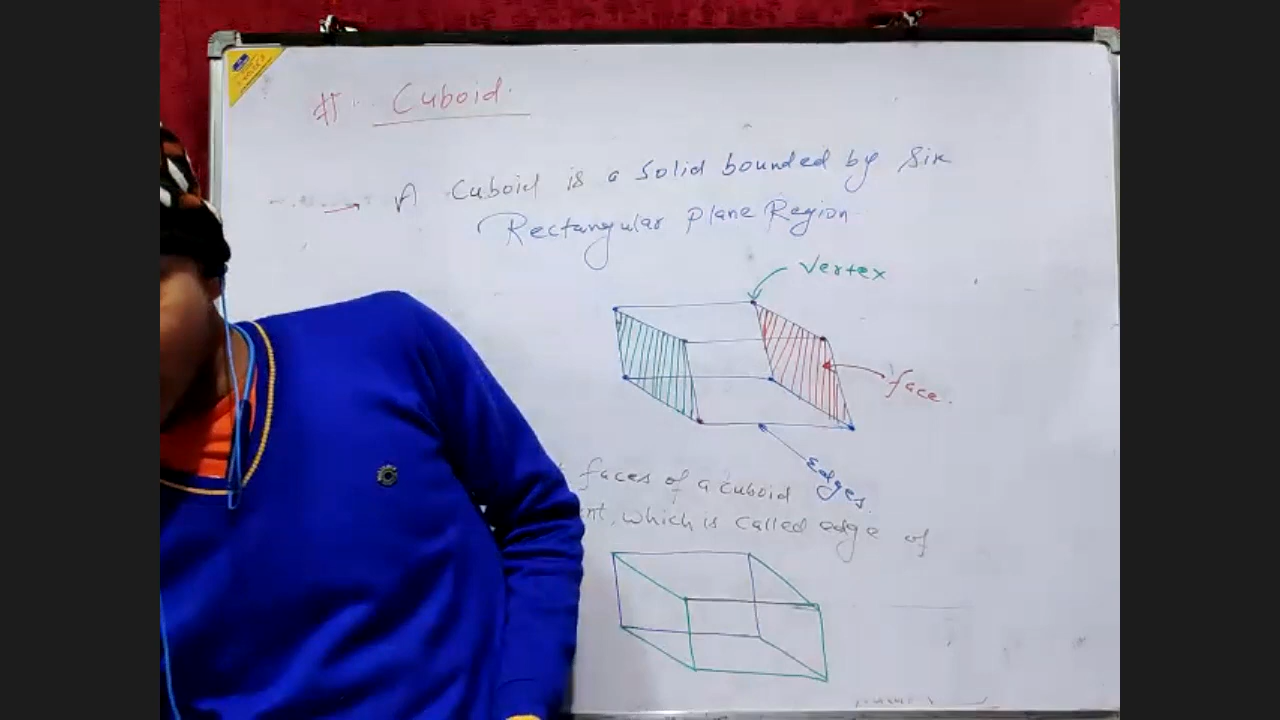 # Cuboid.
→ A Cuboid is a Solid bounded by Six
Rectangular plane Region
Vertex
face.
Edges.
faces of a cuboid
which is called edge of